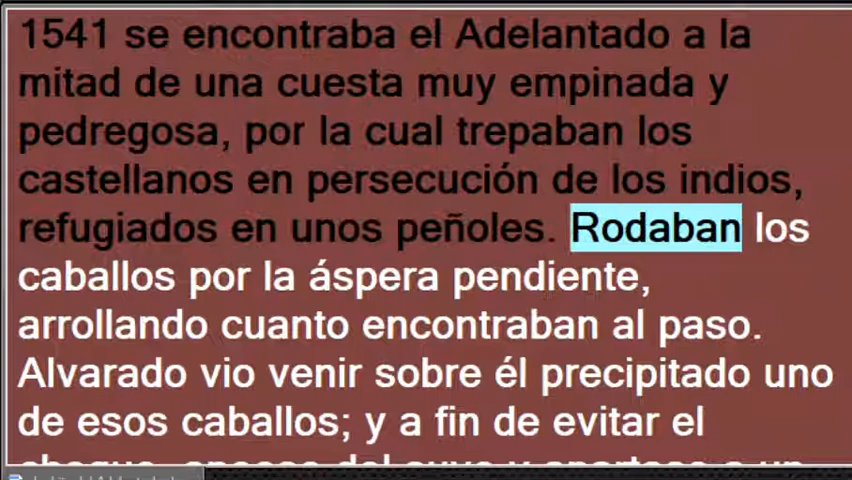 1541 se encontraba el Adelantado a la
mitad de una cuesta muy empinada y
pedregosa, por la cual trepaban los
castellanos en persecución de los indios,
refugiados en unos peñoles. Rodaban los
caballos por la áspera pendiente,
arrollando cuanto encontraban al paso.
Alvarado vio venir sobre él precipitado uno
de esos caballos; y a fin de evitar el